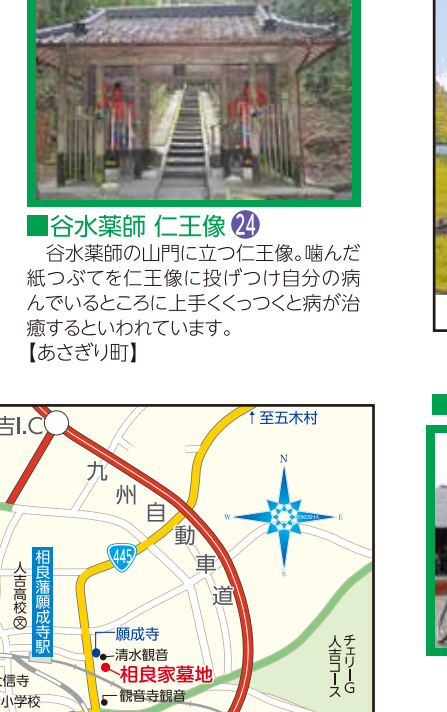 ■谷水薬師 仁王像 24
谷水薬師の山門に立つ仁王像。噛んだ
紙つぶてを仁王像に投げつけ自分の病
んでいるところに上手くくっつくと病が治
癒するといわれています。
【あさぎり町】
吉I.C
↑至五木村
九州自動車道
N
W
E
S
445
相良藩願成寺駅
人吉高校文
願成寺
清水観音
相良家墓地
観音寺観音
信寺
小学校
チェリーG
人吉コース